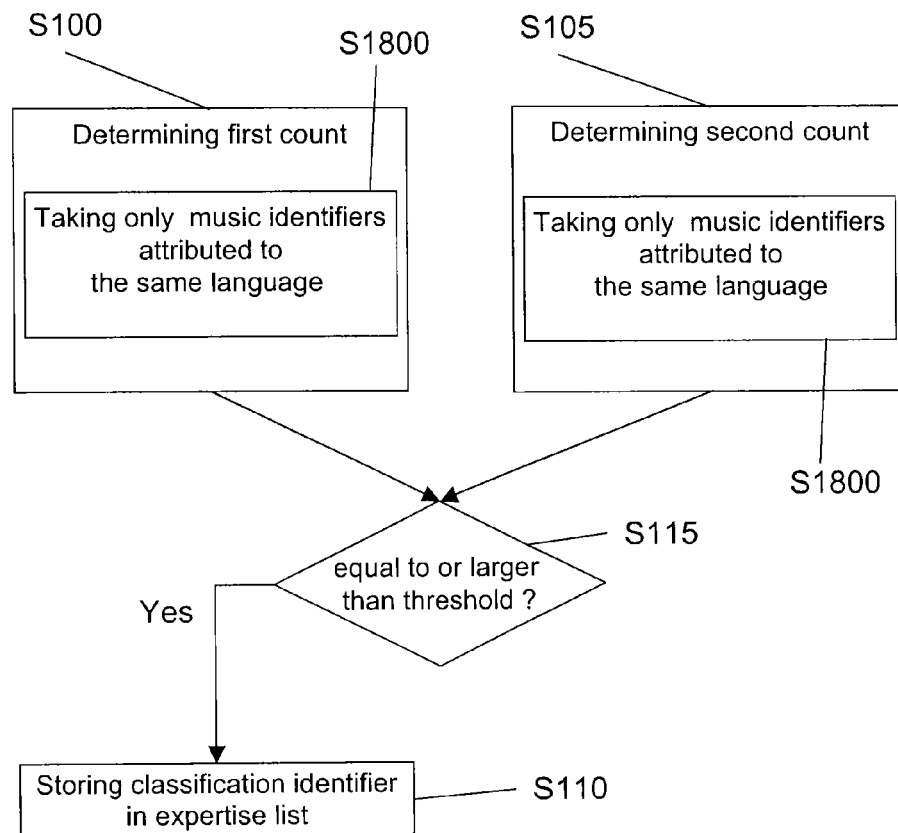 S100
S1800
S105
Determining first count
Taking only music identifiers
attributed to
the same language
Determining second count
Taking only music identifiers
attributed to
the same language
S1800
S115
equal to or larger
than threshold ?
Yes
Storing classification identifier
in expertise list
S110